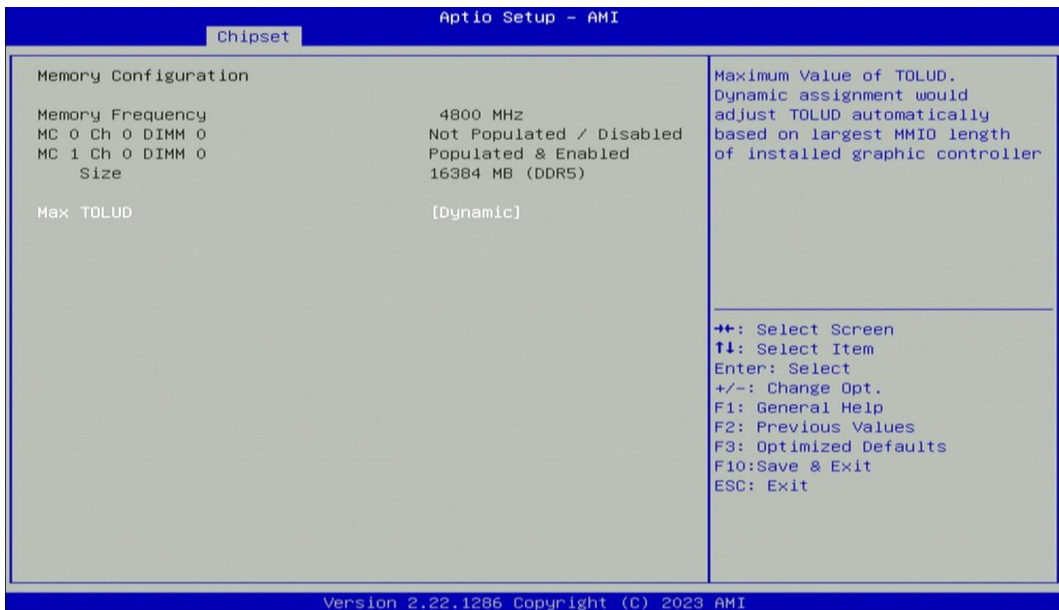 Aptio Setup - AMI
Chipset
Memory Configuration
Memory Frequency 4800 MHz
MC 0 Ch 0 DIMM 0 Not Populated / Disabled
MC 1 Ch 0 DIMM 0 Populated & Enabled
Size 16384 MB (DDR5)
Max TOLUD [Dynamic]
Maximum Value of TOLUD.
Dynamic assignment would
adjust TOLUD automatically
based on largest MMIO length
of installed graphic controller
→←: Select Screen
↑↓: Select Item
Enter: Select
+/-: Change Opt.
F1: General Help
F2: Previous Values
F3: Optimized Defaults
F10:Save & Exit
ESC: Exit
Version 2.22.1286 Copyright (C) 2023 AMI